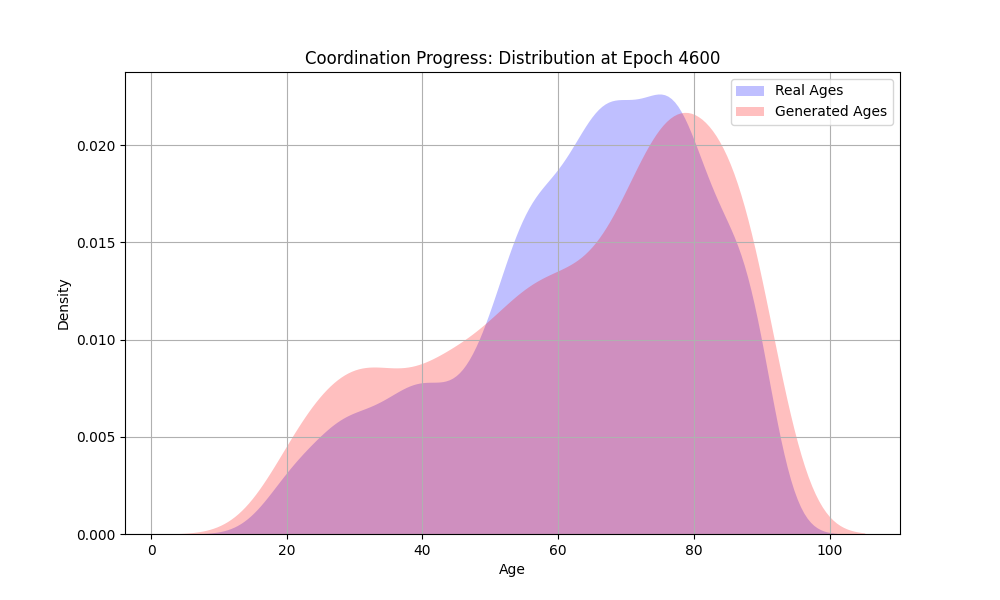 Coordination Progress: Distribution at Epoch 4600
Real Ages
Generated Ages
0.020
0.015
0.010
0.005
0.000
Density
0
20
40
60
80
100
Age